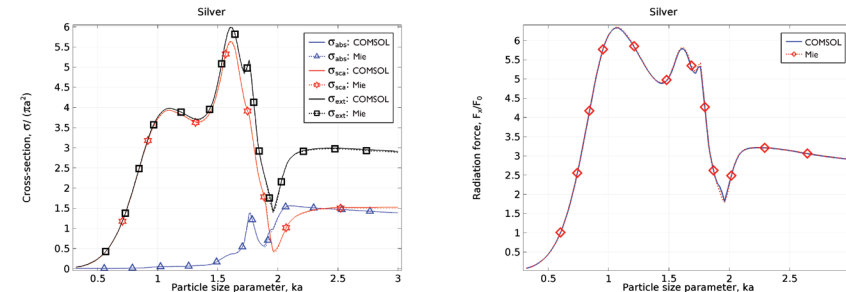 Silver
Cross-section, σ/ (πa²)
6
5.5
5
4.5
4
3.5
3
2.5
2
1.5
1
0.5
0
0.5
1
1.5
2
2.5
3
Particle size parameter, ka
σabs: COMSOL
σabs: Mie
σsca: COMSOL
σsca: Mie
σext: COMSOL
σext: Mie
Silver
Radiation force, Fx/F0
6
5.5
5
4.5
4
3.5
3
2.5
2
1.5
1
0.5
0.5
1
1.5
2
2.5
Particle size parameter, ka
COMSOL
Mie